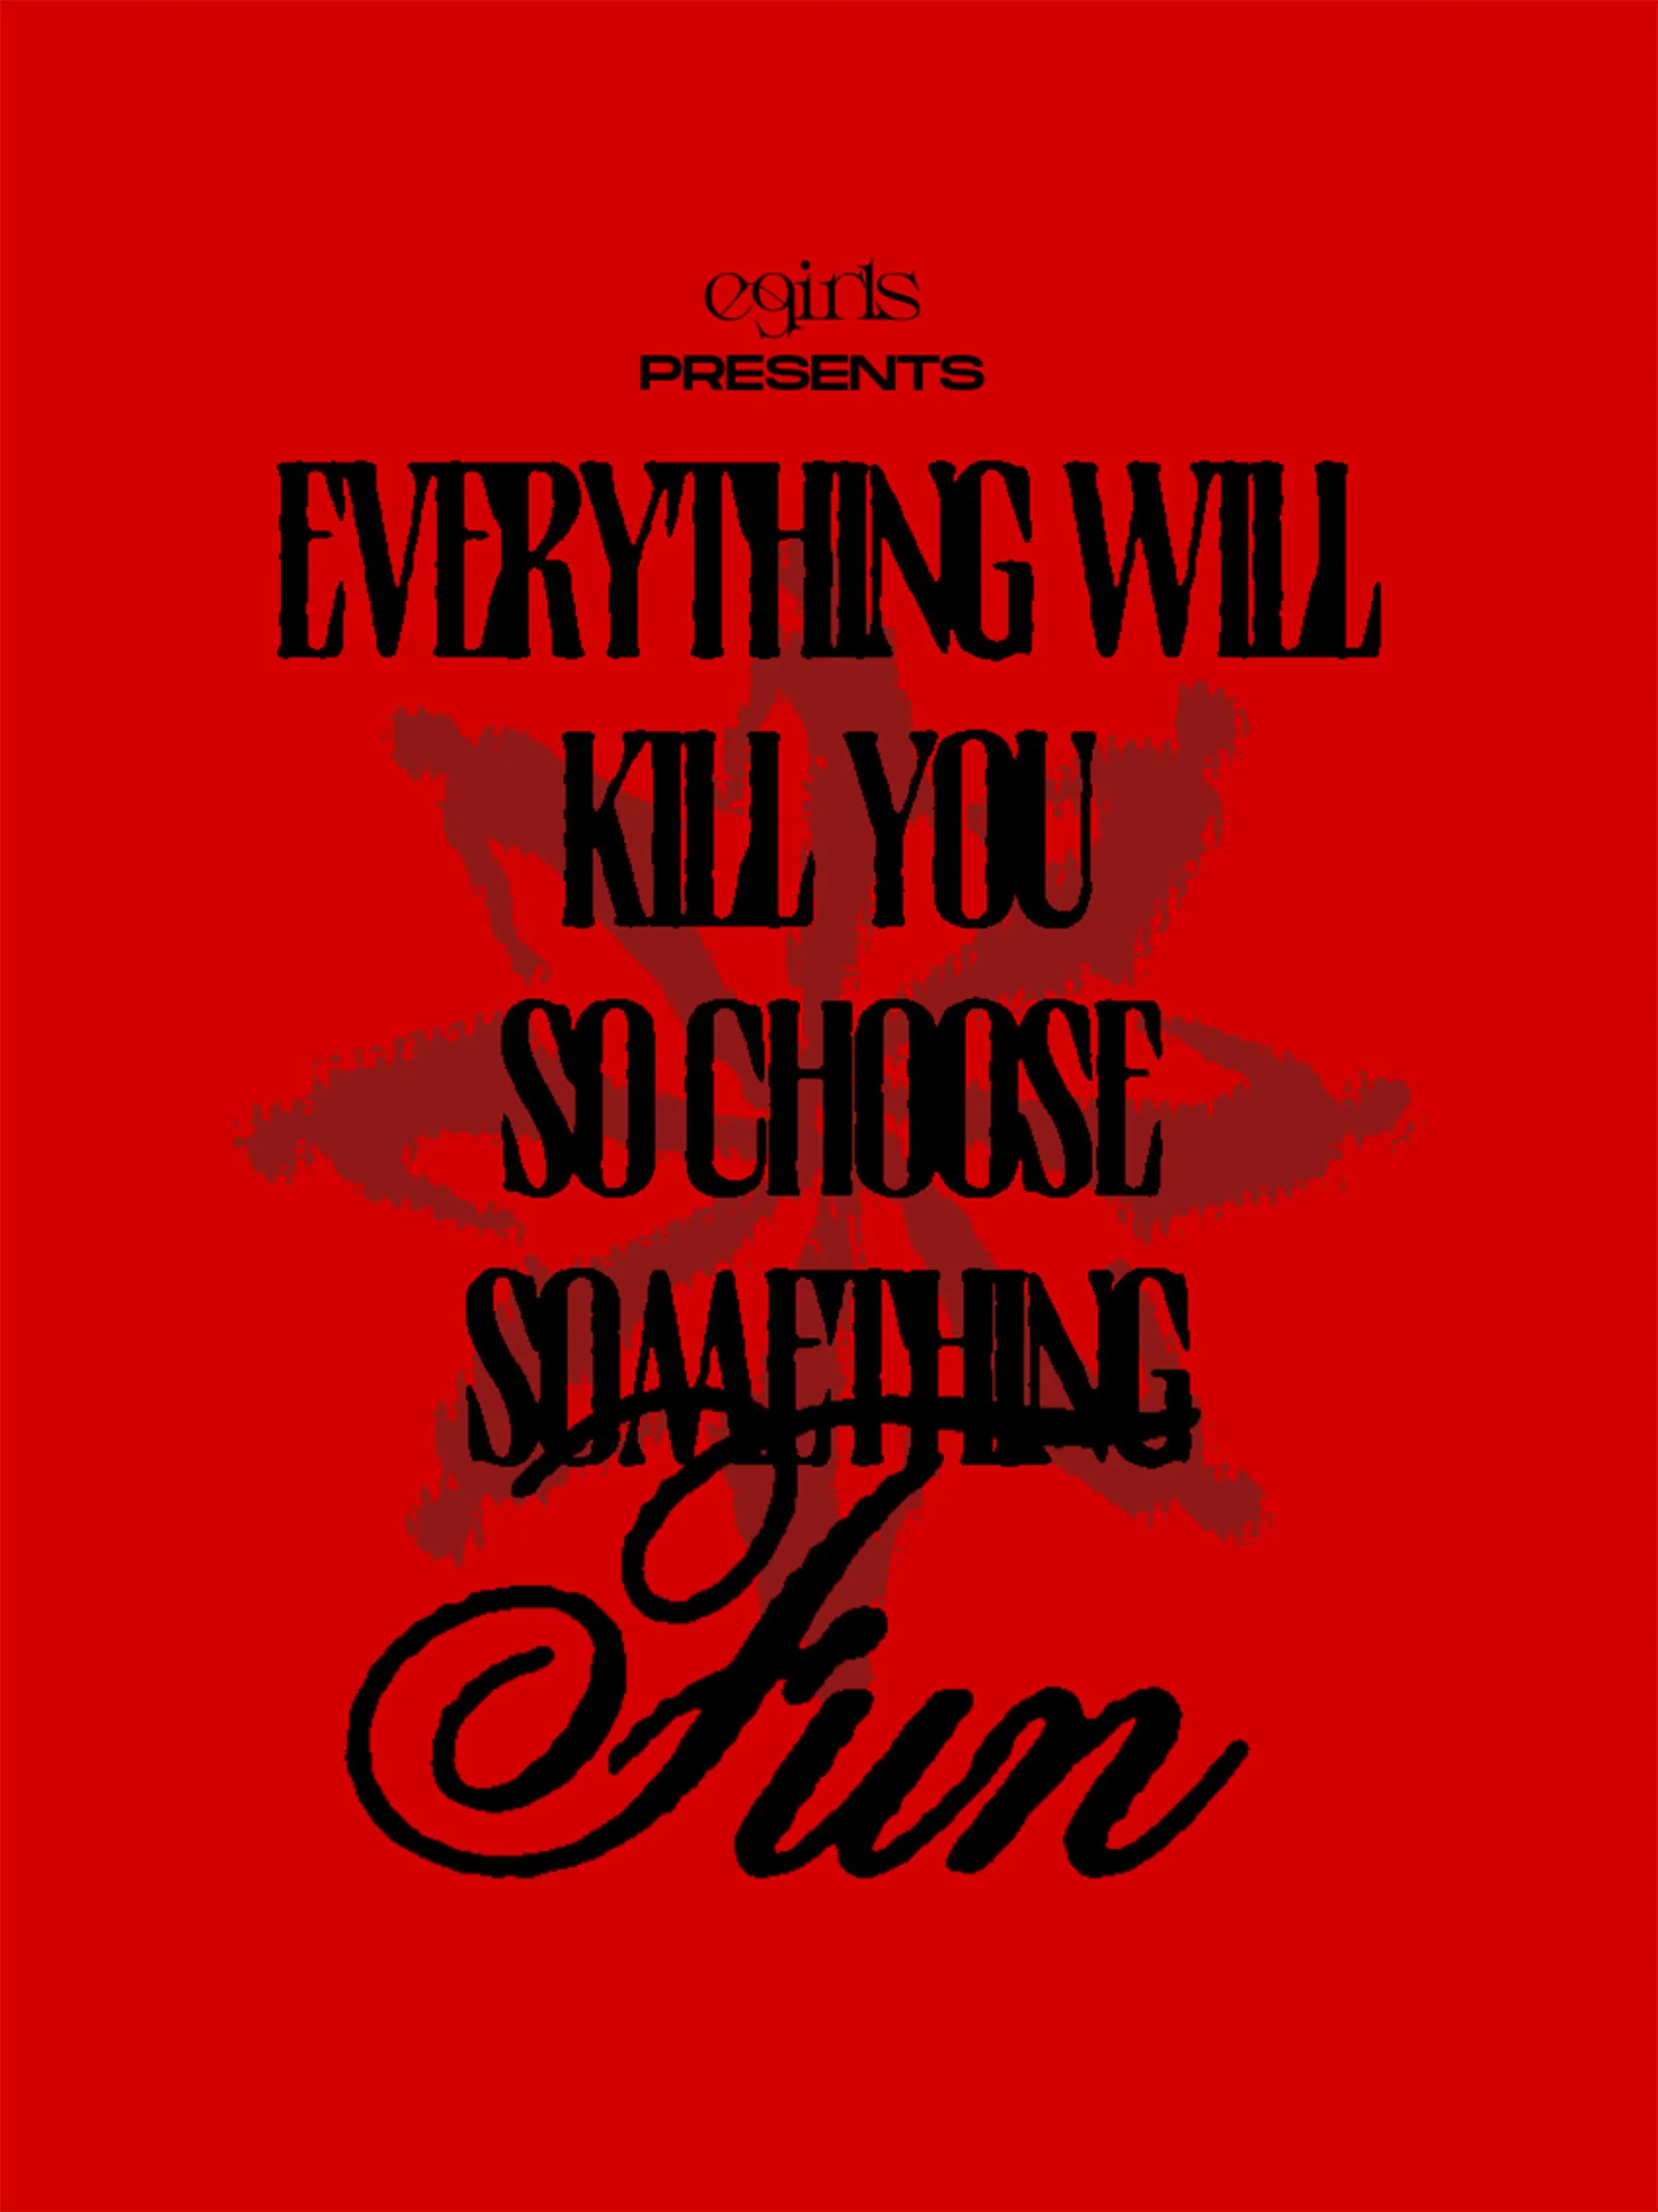 egirls
PRESENTS
EVERYTHING WILL
KILL YOU
SO CHOOSE
SOMETHING
Fun